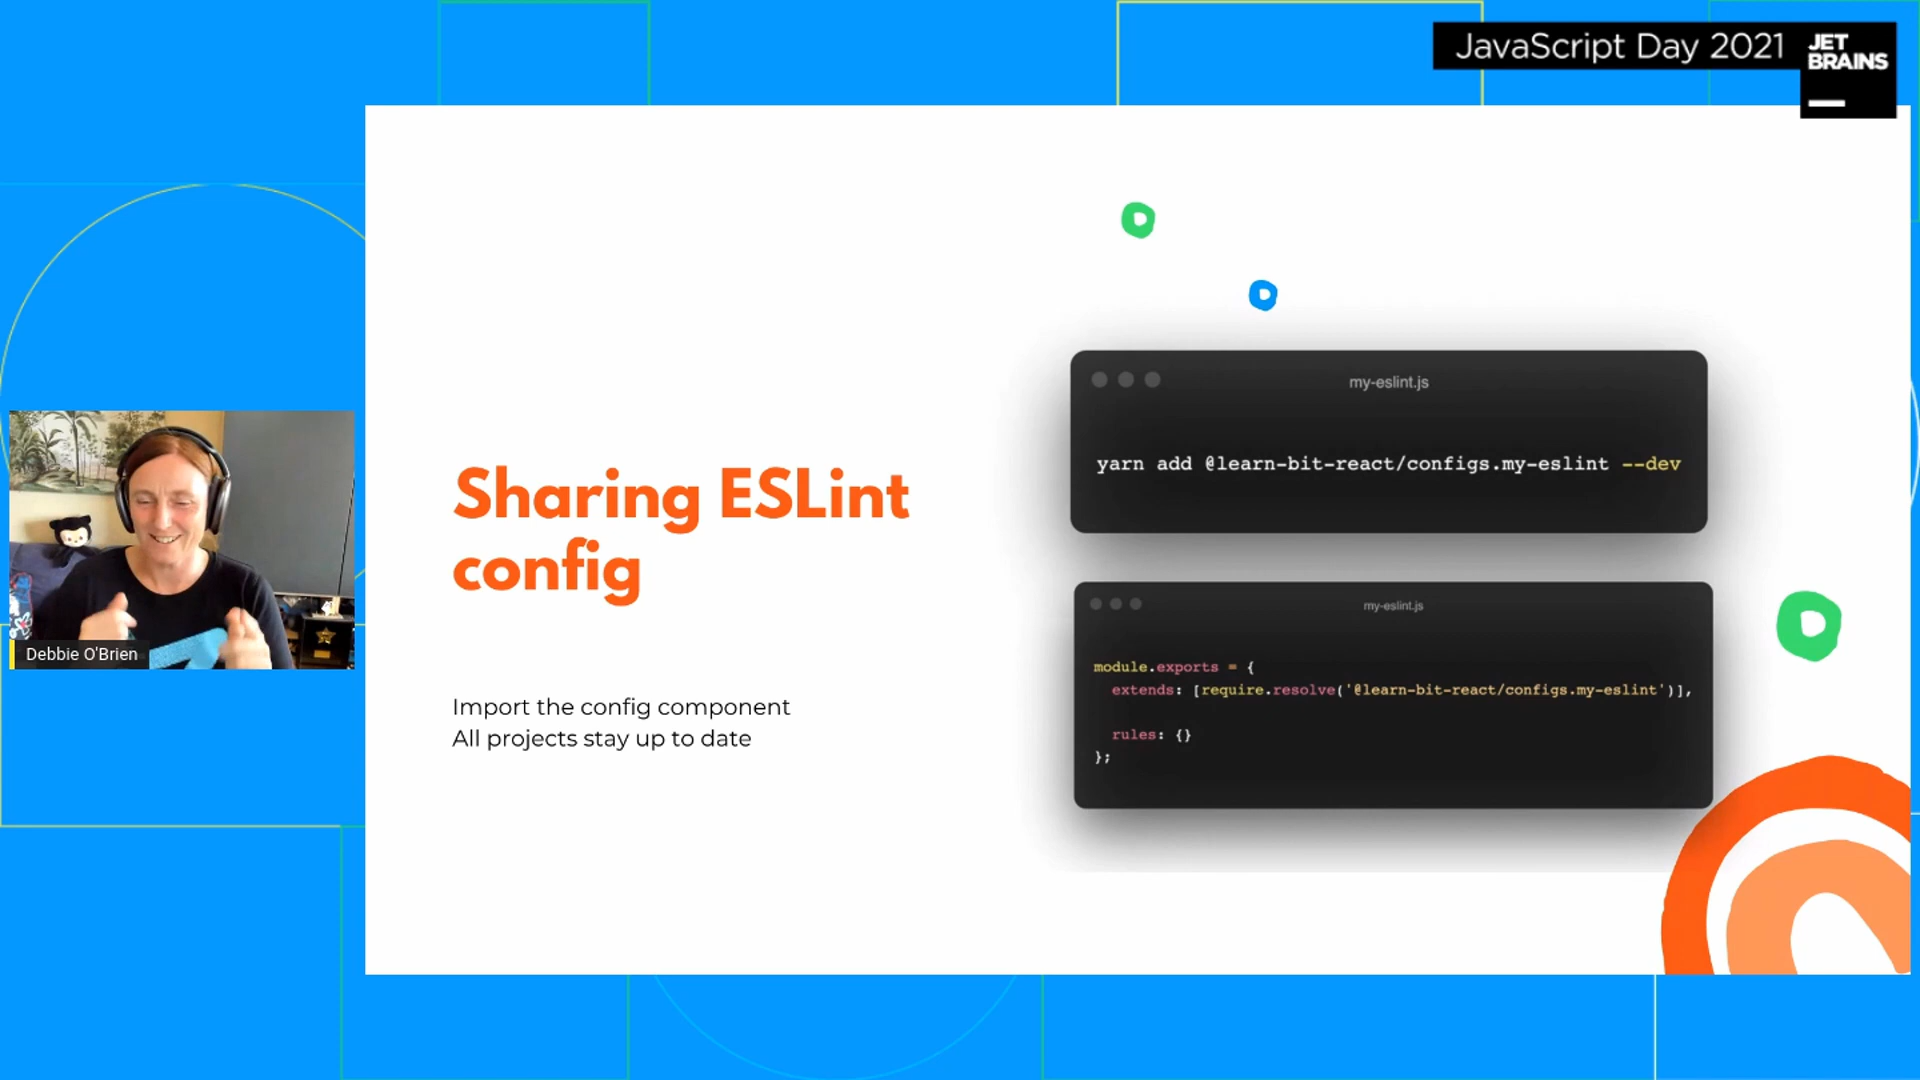 JavaScript Day 2021
JET
BRAINS
my-eslint.js
yarn add @learn-bit-react/configs.my-eslint --dev
Sharing ESLint
config
my-eslint.js
module.exports = {
extends: [require.resolve('@learn-bit-react/configs.my-eslint')],
rules: {}
};
Debbie O'Brien
Import the config component
All projects stay up to date